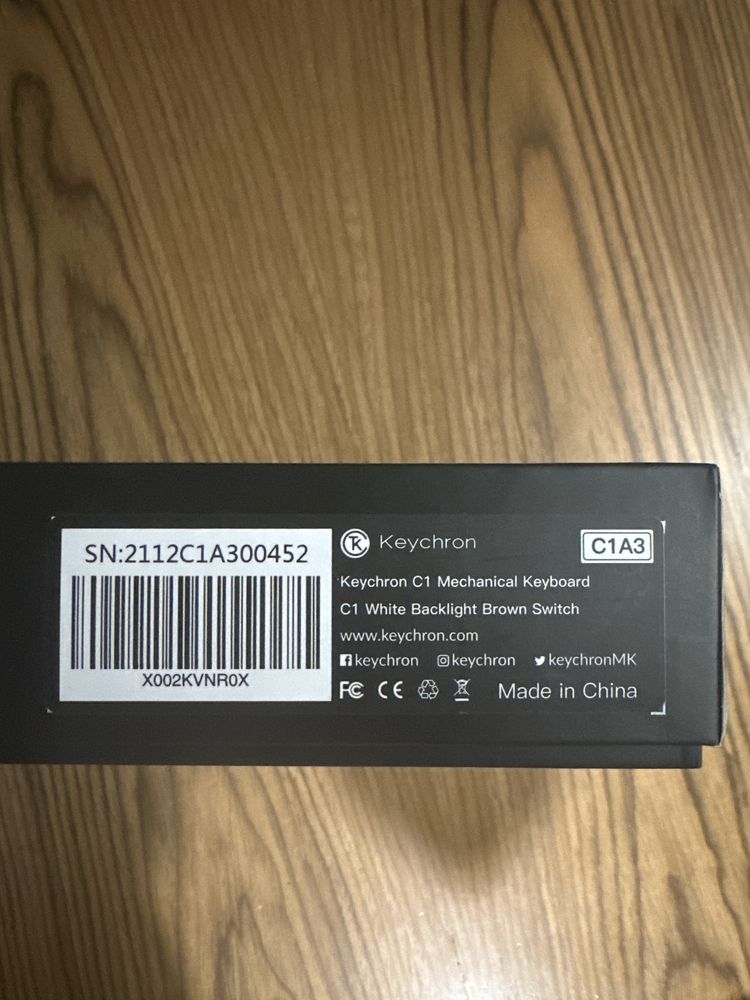 SN:2112C1A300452
X002KVNR0X
Keychron
C1A3
Keychron C1 Mechanical Keyboard
C1 White Backlight Brown Switch
www.keychron.com
keychron keychron keychronMK
FC CE Made in China